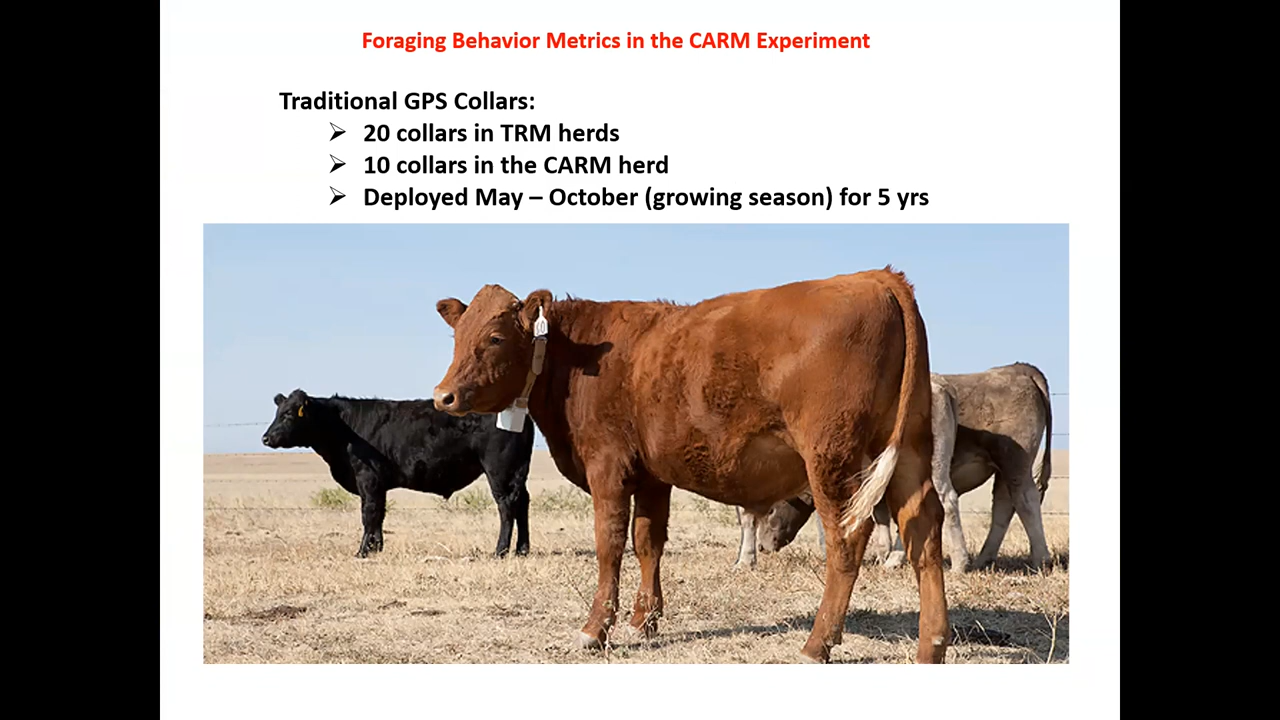 Foraging Behavior Metrics in the CARM Experiment
Traditional GPS Collars:
➢ 20 collars in TRM herds
➢ 10 collars in the CARM herd
➢ Deployed May – October (growing season) for 5 yrs